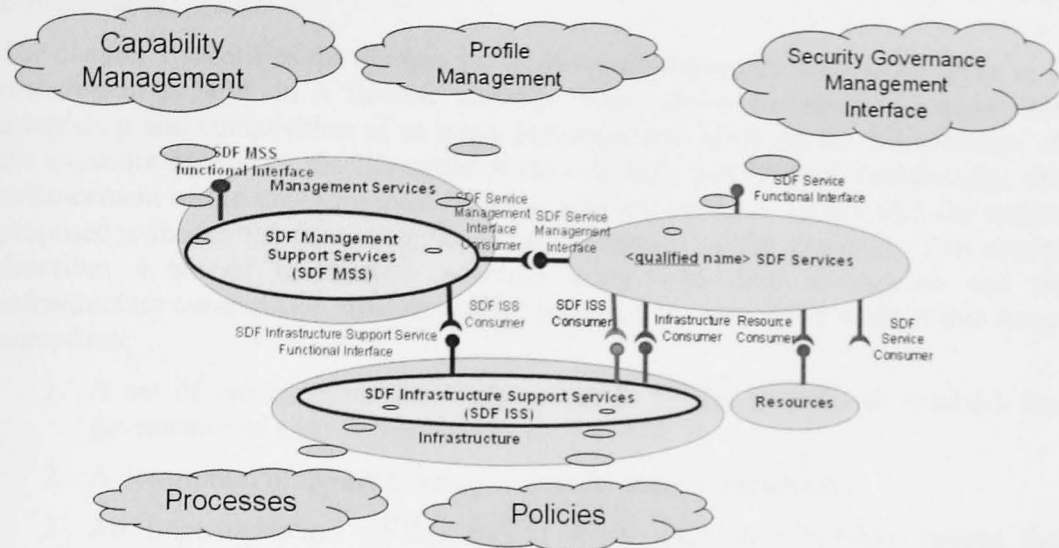 Capability
Management
Profile
Management
Security Governance
Management
Interface
SDF MSS
functional Interface
Management Services
SDF Service
Management
Interface
Consumer
SDF Service
Management
Interface
SDF Service
Functional Interface
SDF Management
Support Services
(SDF MSS)
<qualified name> SDF Services
SDF ISS
Consumer
SDF ISS
Consumer
Infrastructure
Consumer
Resource
Consumer
SDF
Service
Consumer
SDF Infrastructure Support Service
Functional Interface
SDF Infrastructure Support Services
(SDF ISS)
Infrastructure
Resources
Processes
Policies